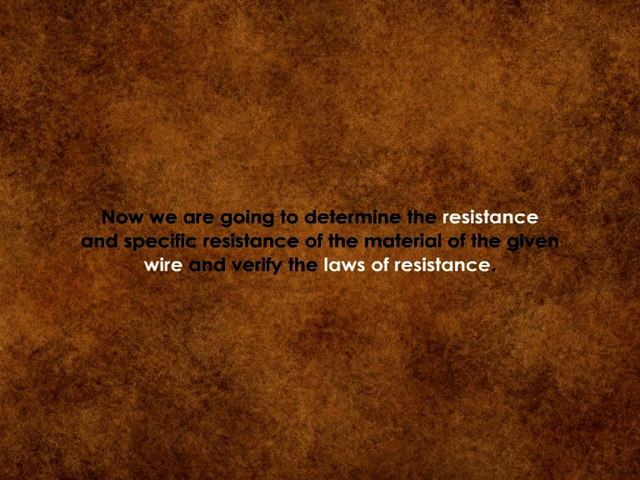 Now we are going to determine the resistance
and specific resistance of the material of the given
wire and verify the laws of resistance.